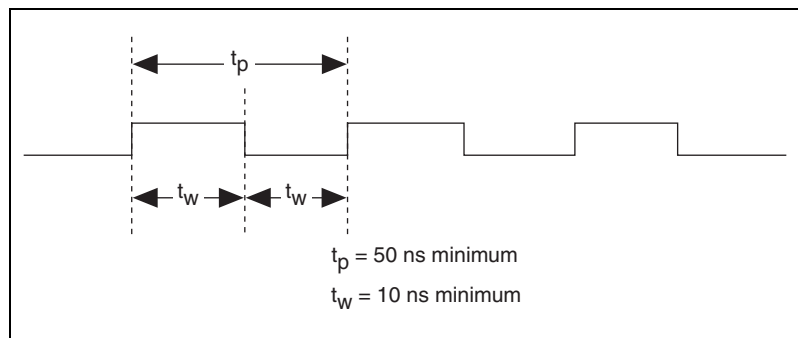 tp
tw tw
tp = 50 ns minimum
tw = 10 ns minimum